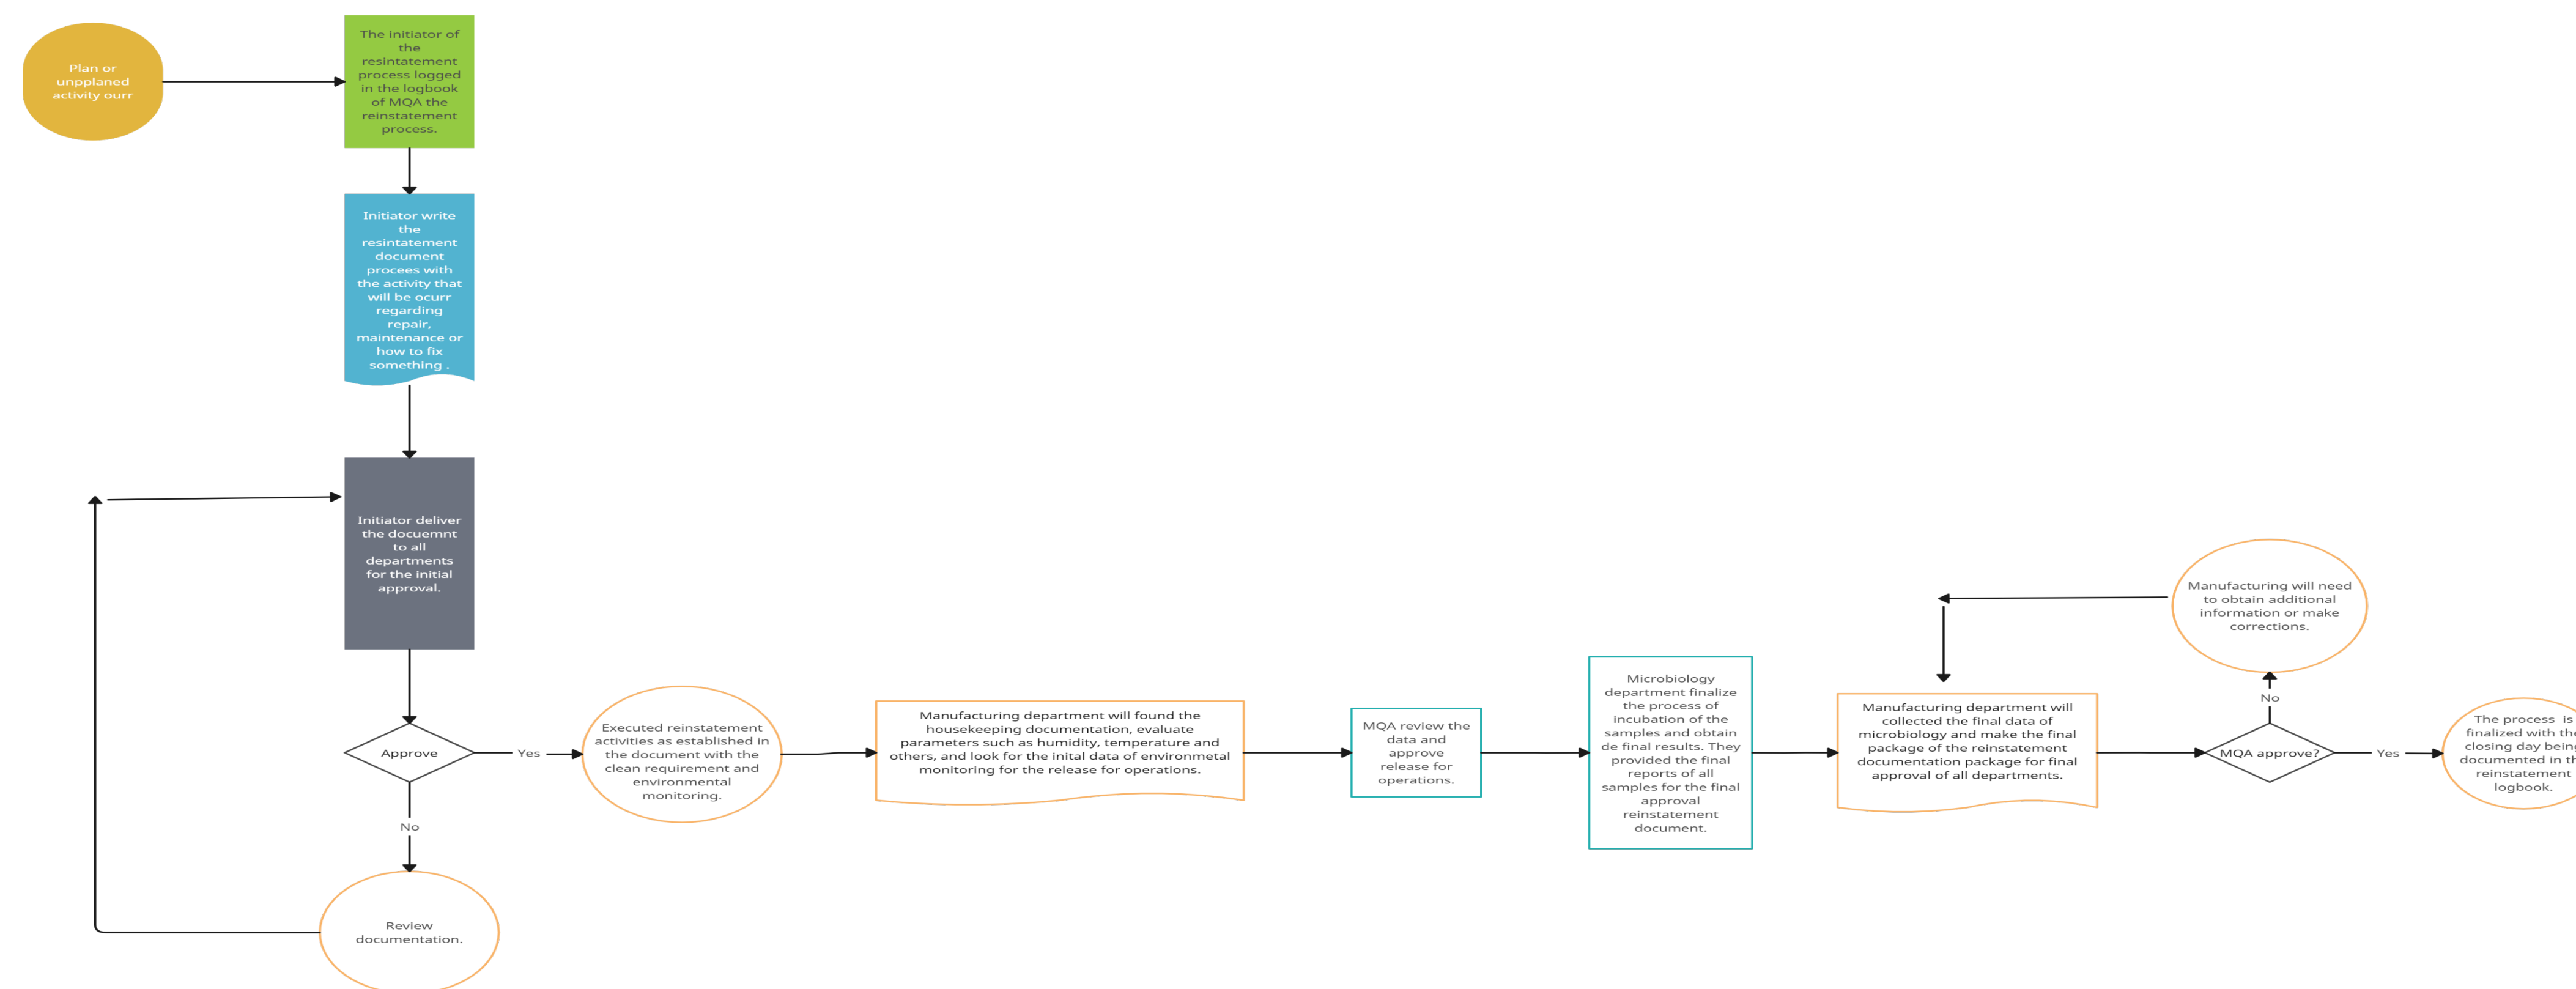 Plan or
unpplaned
activity ourr
The initiator of
the
resintatement
process logged
in the logbook
of MQA the
reinstatement
process.
Initiator write
the
resintatement
document
procees with
the activity that
will be ocurr
regarding
repair,
maintenance or
how to fix
something .
Initiator deliver
the docuemnt
to all
departments
for the initial
approval.
Approve
Yes
No
Review
documentation.
Executed reinstatement
activities as established in
the document with the
clean requirement and
environmental
monitoring.
Manufacturing department will found the
housekeeping documentation, evaluate
parameters such as humidity, temperature and
others, and look for the inital data of environmetal
monitoring for the release for operations.
MQA review the
data and
approve
release for
operations.
Microbiology
department finalize
the process of
incubation of the
samples and obtain
de final results. They
provided the final
reports of all
samples for the final
approval
reinstatement
document.
Manufacturing department will
collected the final data of
microbiology and make the final
package of the reinstatement
documentation package for final
approval of all departments.
MQA approve?
No
Manufacturing will need
to obtain additional
information or make
corrections.
Yes
The process is
finalized with the
closing day being
documented in th
reinstatement
logbook.